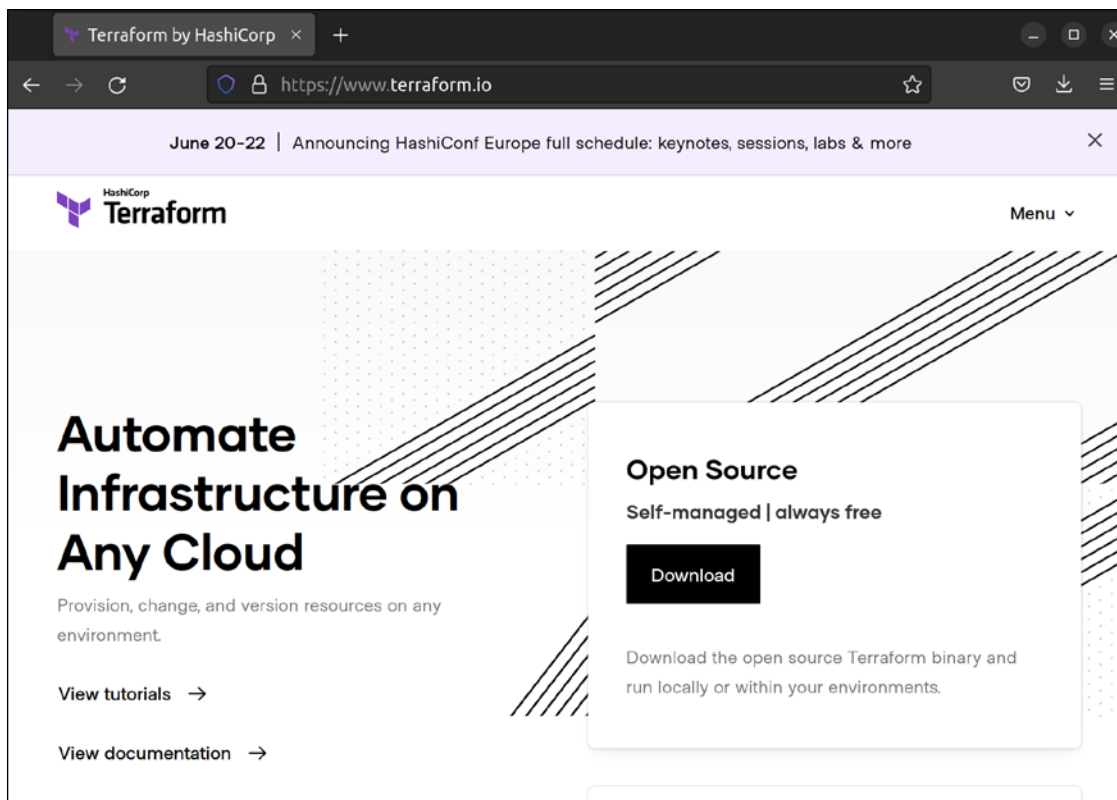 Terraform by HashiCorp
https://www.terraform.io
June 20-22 | Announcing HashiConf Europe full schedule: keynotes, sessions, labs & more
HashiCorp
Terraform
Menu
Automate
Infrastructure on
Any Cloud
Provision, change, and version resources on any
environment.
View tutorials →
View documentation →
Open Source
Self-managed | always free
Download
Download the open source Terraform binary and
run locally or within your environments.